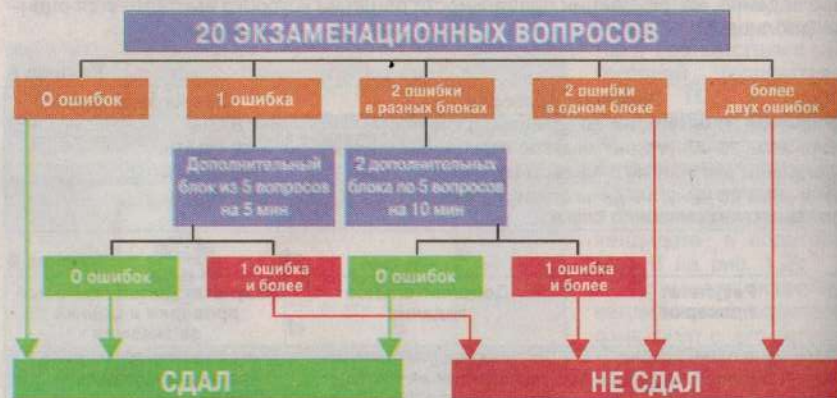 20 ЭКЗАМЕНАЦИОННЫХ ВОПРОСОВ
0 ошибок
1 ошибка
2 ошибки
в разных блоках
2 ошибки
в одном блоке
более
двух ошибок
Дополнительный
блок из 5 вопросов
на 5 мин
2 дополнительных
блока по 5 вопросов
на 10 мин
0 ошибок
1 ошибка
и более
0 ошибок
1 ошибка
и более
СДАЛ
НЕ СДАЛ